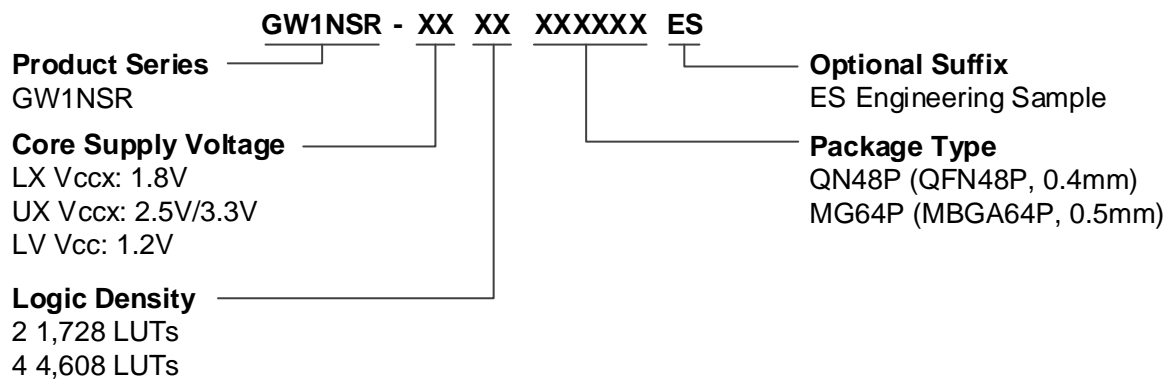 GW1NSR - XX XX XXXXXX ES
Product Series
GW1NSR
Core Supply Voltage
LX Vccx: 1.8V
UX Vccx: 2.5V/3.3V
LV Vcc: 1.2V
Logic Density
2 1,728 LUTs
4 4,608 LUTs
Optional Suffix
ES Engineering Sample
Package Type
QN48P (QFN48P, 0.4mm)
MG64P (MBGA64P, 0.5mm)